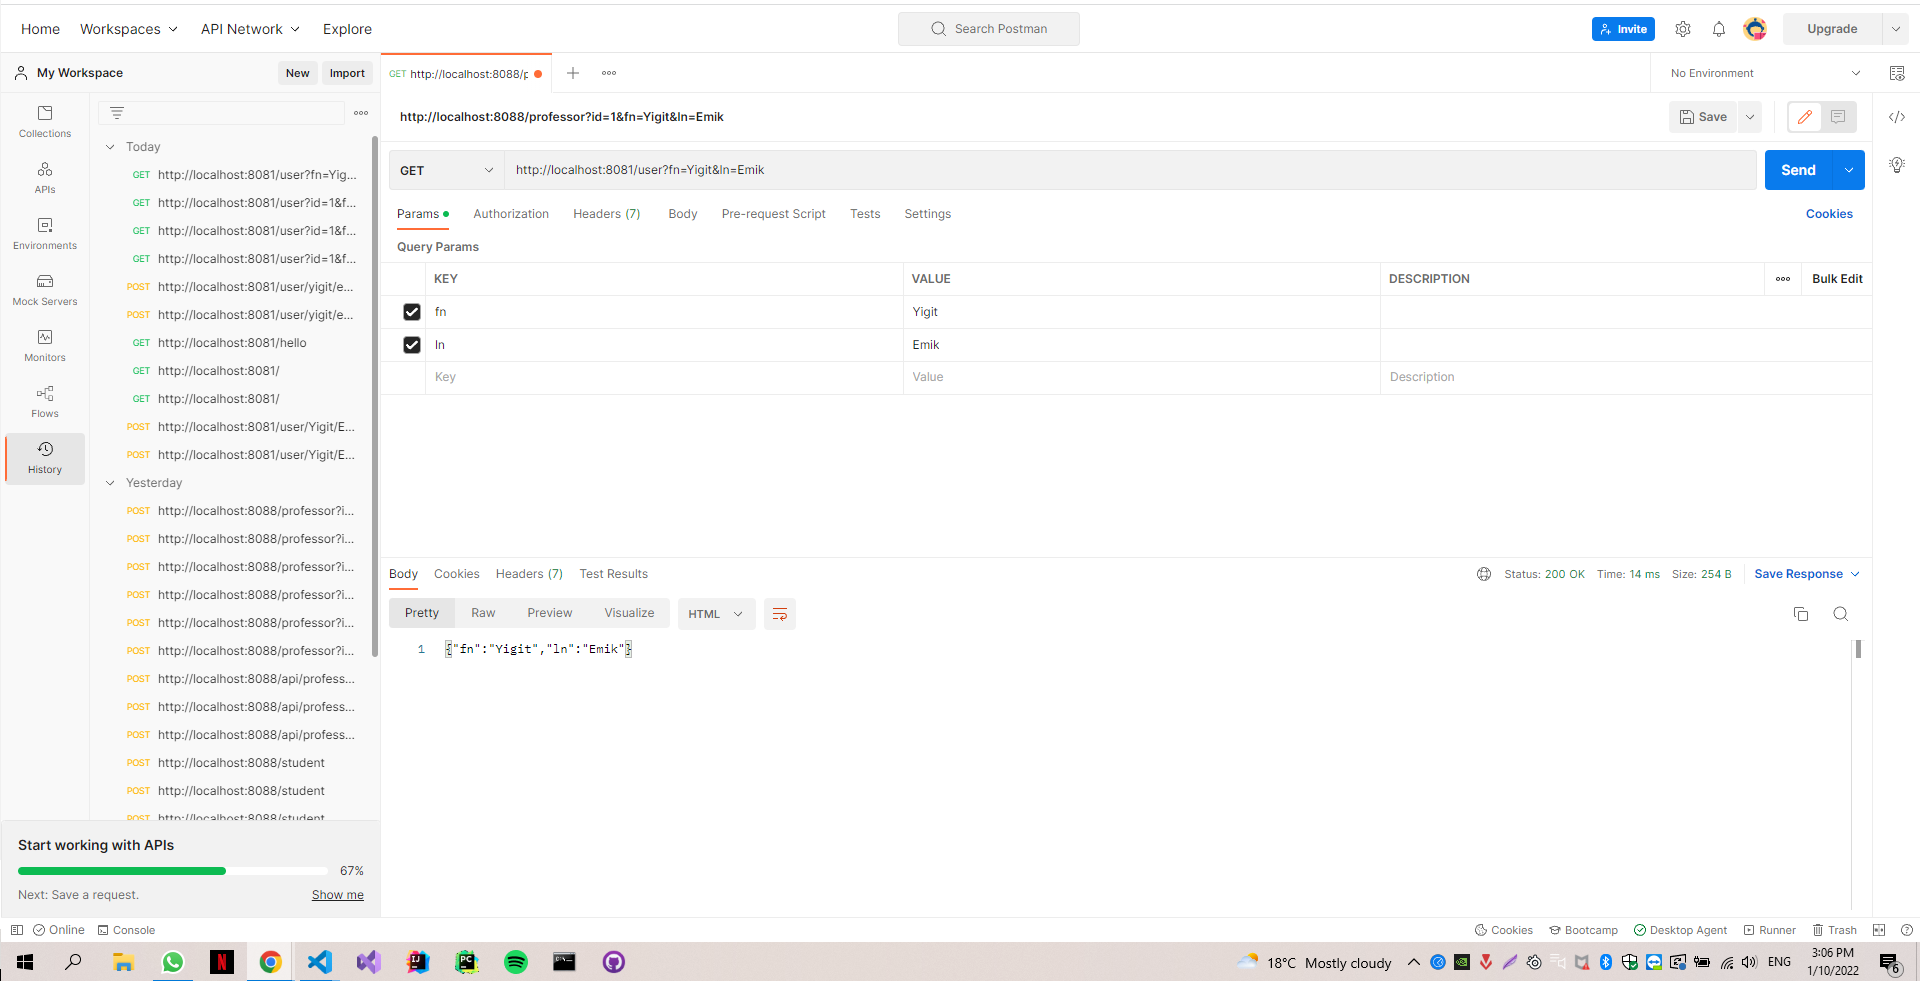 Home Workspaces API Network Explore Search Postman Invite Upgrade
My Workspace New Import GET http://localhost:8088/p No Environment
Collections
APIs
Environments
Mock Servers
Monitors
Flows
History
Today
GET http://localhost:8081/user?fn=Yig...
GET http://localhost:8081/user?id=1&f...
GET http://localhost:8081/user?id=1&f...
GET http://localhost:8081/user?id=1&f...
POST http://localhost:8081/user/yigit/e...
POST http://localhost:8081/user/yigit/e...
GET http://localhost:8081/hello
GET http://localhost:8081/
GET http://localhost:8081/
POST http://localhost:8081/user/Yigit/E...
POST http://localhost:8081/user/Yigit/E...
Yesterday
POST http://localhost:8088/professor?i...
POST http://localhost:8088/professor?i...
POST http://localhost:8088/professor?i...
POST http://localhost:8088/professor?i...
POST http://localhost:8088/professor?i...
POST http://localhost:8088/professor?i...
POST http://localhost:8088/api/profess...
POST http://localhost:8088/api/profess...
POST http://localhost:8088/api/profess...
POST http://localhost:8088/student
POST http://localhost:8088/student
POST http://localhost:8088/student
Start working with APIs
67%
Next: Save a request. Show me
http://localhost:8088/professor?id=1&fn=Yigit&ln=Emik Save
GET http://localhost:8081/user?fn=Yigit&ln=Emik Send
Params Authorization Headers (7) Body Pre-request Script Tests Settings Cookies
Query Params
KEY VALUE DESCRIPTION Bulk Edit
fn Yigit
ln Emik
Key Value Description
Body Cookies Headers (7) Test Results Status: 200 OK Time: 14 ms Size: 254 B Save Response
Pretty Raw Preview Visualize HTML
1 {"fn":"Yigit","ln":"Emik"}
Online Console Cookies Bootcamp Desktop Agent Runner Trash
18°C Mostly cloudy ENG 3:06 PM
1/10/2022
6